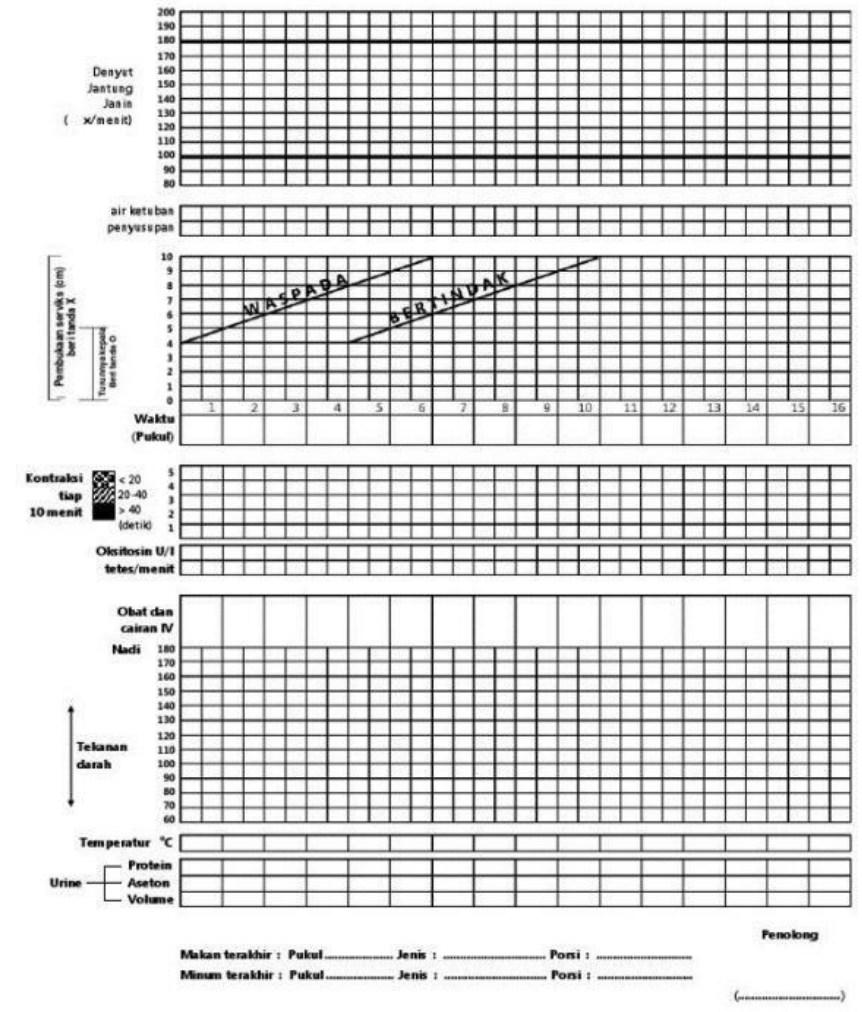 200
190
180
190
170
160
150
140
130
120
110
100
90
80
Denyut
Jantung
Janin
( x/menit)
air ketuban
penyusupan
Pembukaan serviks (cm)
beri tanda X
Turunnya kepala
Beri tanda O
10
9
8
7
6
5
4
3
2
1
0
WASPADA
BERTINDAK
1 2 3 4 5 6 7 8 9 10 11 12 13 14 15 16
Waktu
(Pukul)
Kontraksi
tiap
10 menit
< 20
20-40
> 40
(detik)
5
4
3
2
1
Oksitosin U/I
tetes/menit
Obat dan
cairan IV
Nadi
180
170
160
150
140
130
120
110
100
90
80
70
60
Tekanan
darah
Temperatur °C
Urine
Protein
Aseton
Volume
Penolong
Makan terakhir : Pukul .................... Jenis : .............................. Porsi : ............................
Minum terakhir : Pukul .................... Jenis : .............................. Porsi : ............................
(..............................)